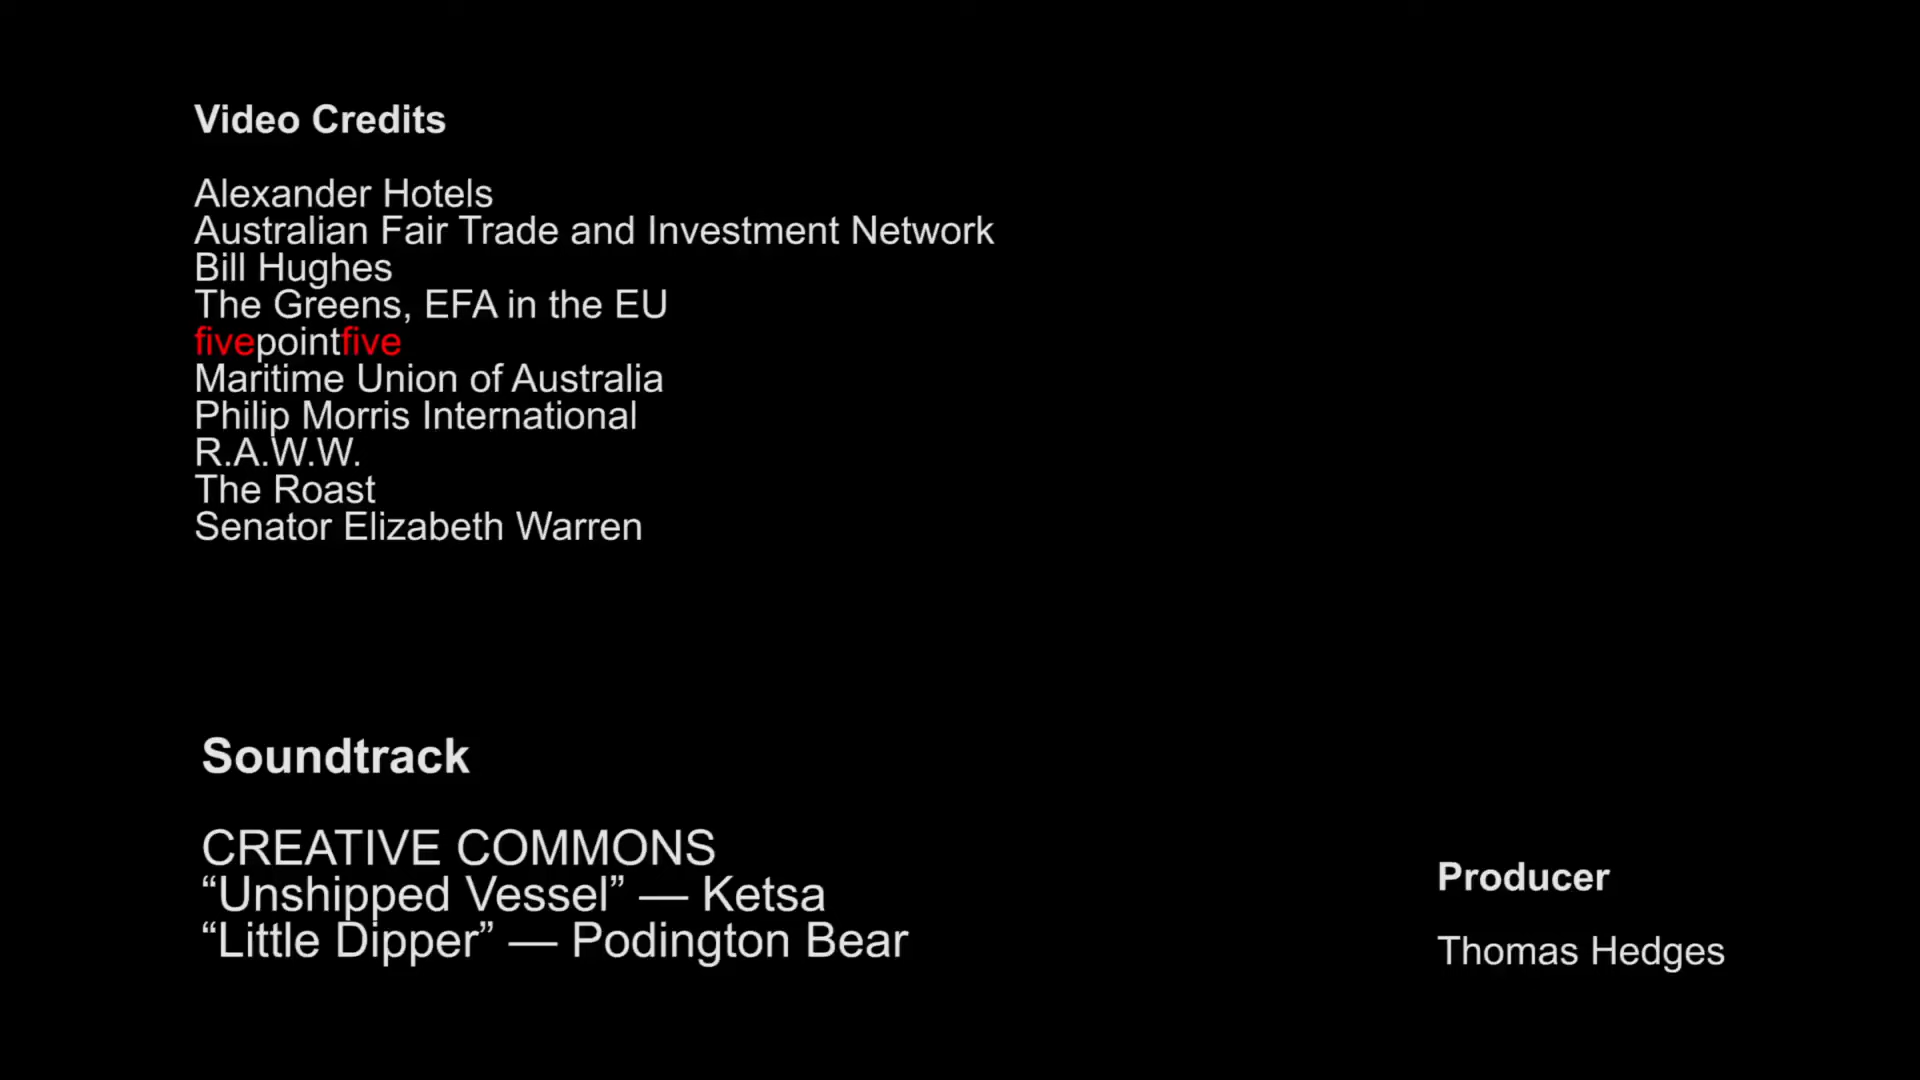 Video Credits
Alexander Hotels
Australian Fair Trade and Investment Network
Bill Hughes
The Greens, EFA in the EU
fivepointfive
Maritime Union of Australia
Philip Morris International
R.A.W.W.
The Roast
Senator Elizabeth Warren
Soundtrack
CREATIVE COMMONS
“Unshipped Vessel” — Ketsa
“Little Dipper” — Podington Bear
Producer
Thomas Hedges